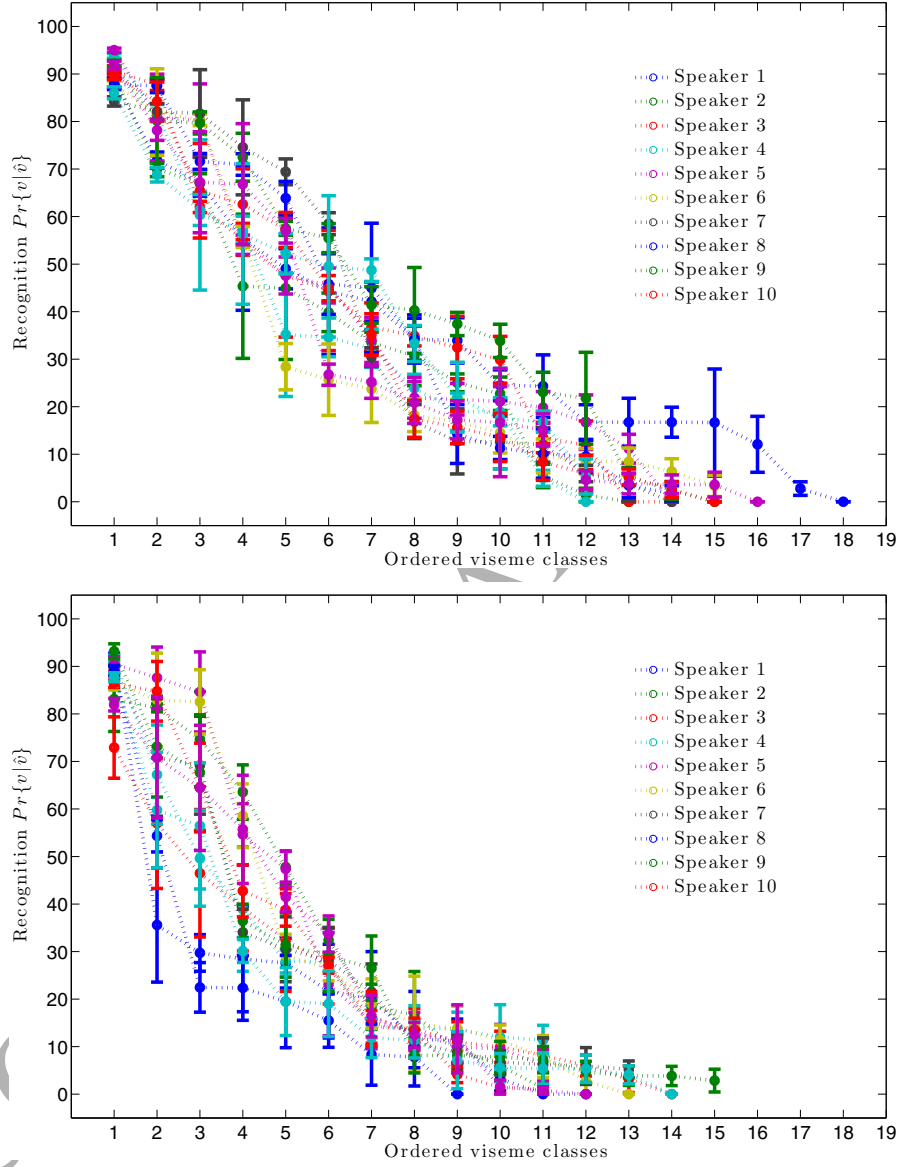 100
90
80
70
60
50
40
30
20
10
0
Recognition Pr{v|v̂}
Speaker 1
Speaker 2
Speaker 3
Speaker 4
Speaker 5
Speaker 6
Speaker 7
Speaker 8
Speaker 9
Speaker 10
1 2 3 4 5 6 7 8 9 10 11 12 13 14 15 16 17 18 19
Ordered viseme classes
100
90
80
70
60
50
40
30
20
10
0
Recognition Pr{v|v̂}
Speaker 1
Speaker 2
Speaker 3
Speaker 4
Speaker 5
Speaker 6
Speaker 7
Speaker 8
Speaker 9
Speaker 10
1 2 3 4 5 6 7 8 9 10 11 12 13 14 15 16 17 18 19
Ordered viseme classes